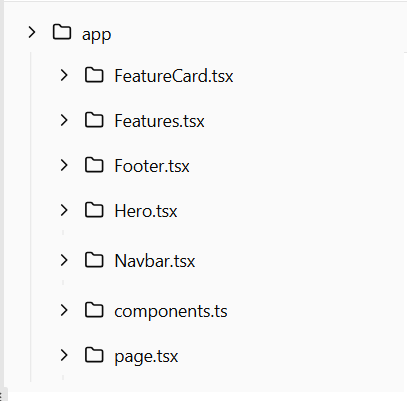 app
FeatureCard.tsx
Features.tsx
Footer.tsx
Hero.tsx
Navbar.tsx
components.ts
page.tsx